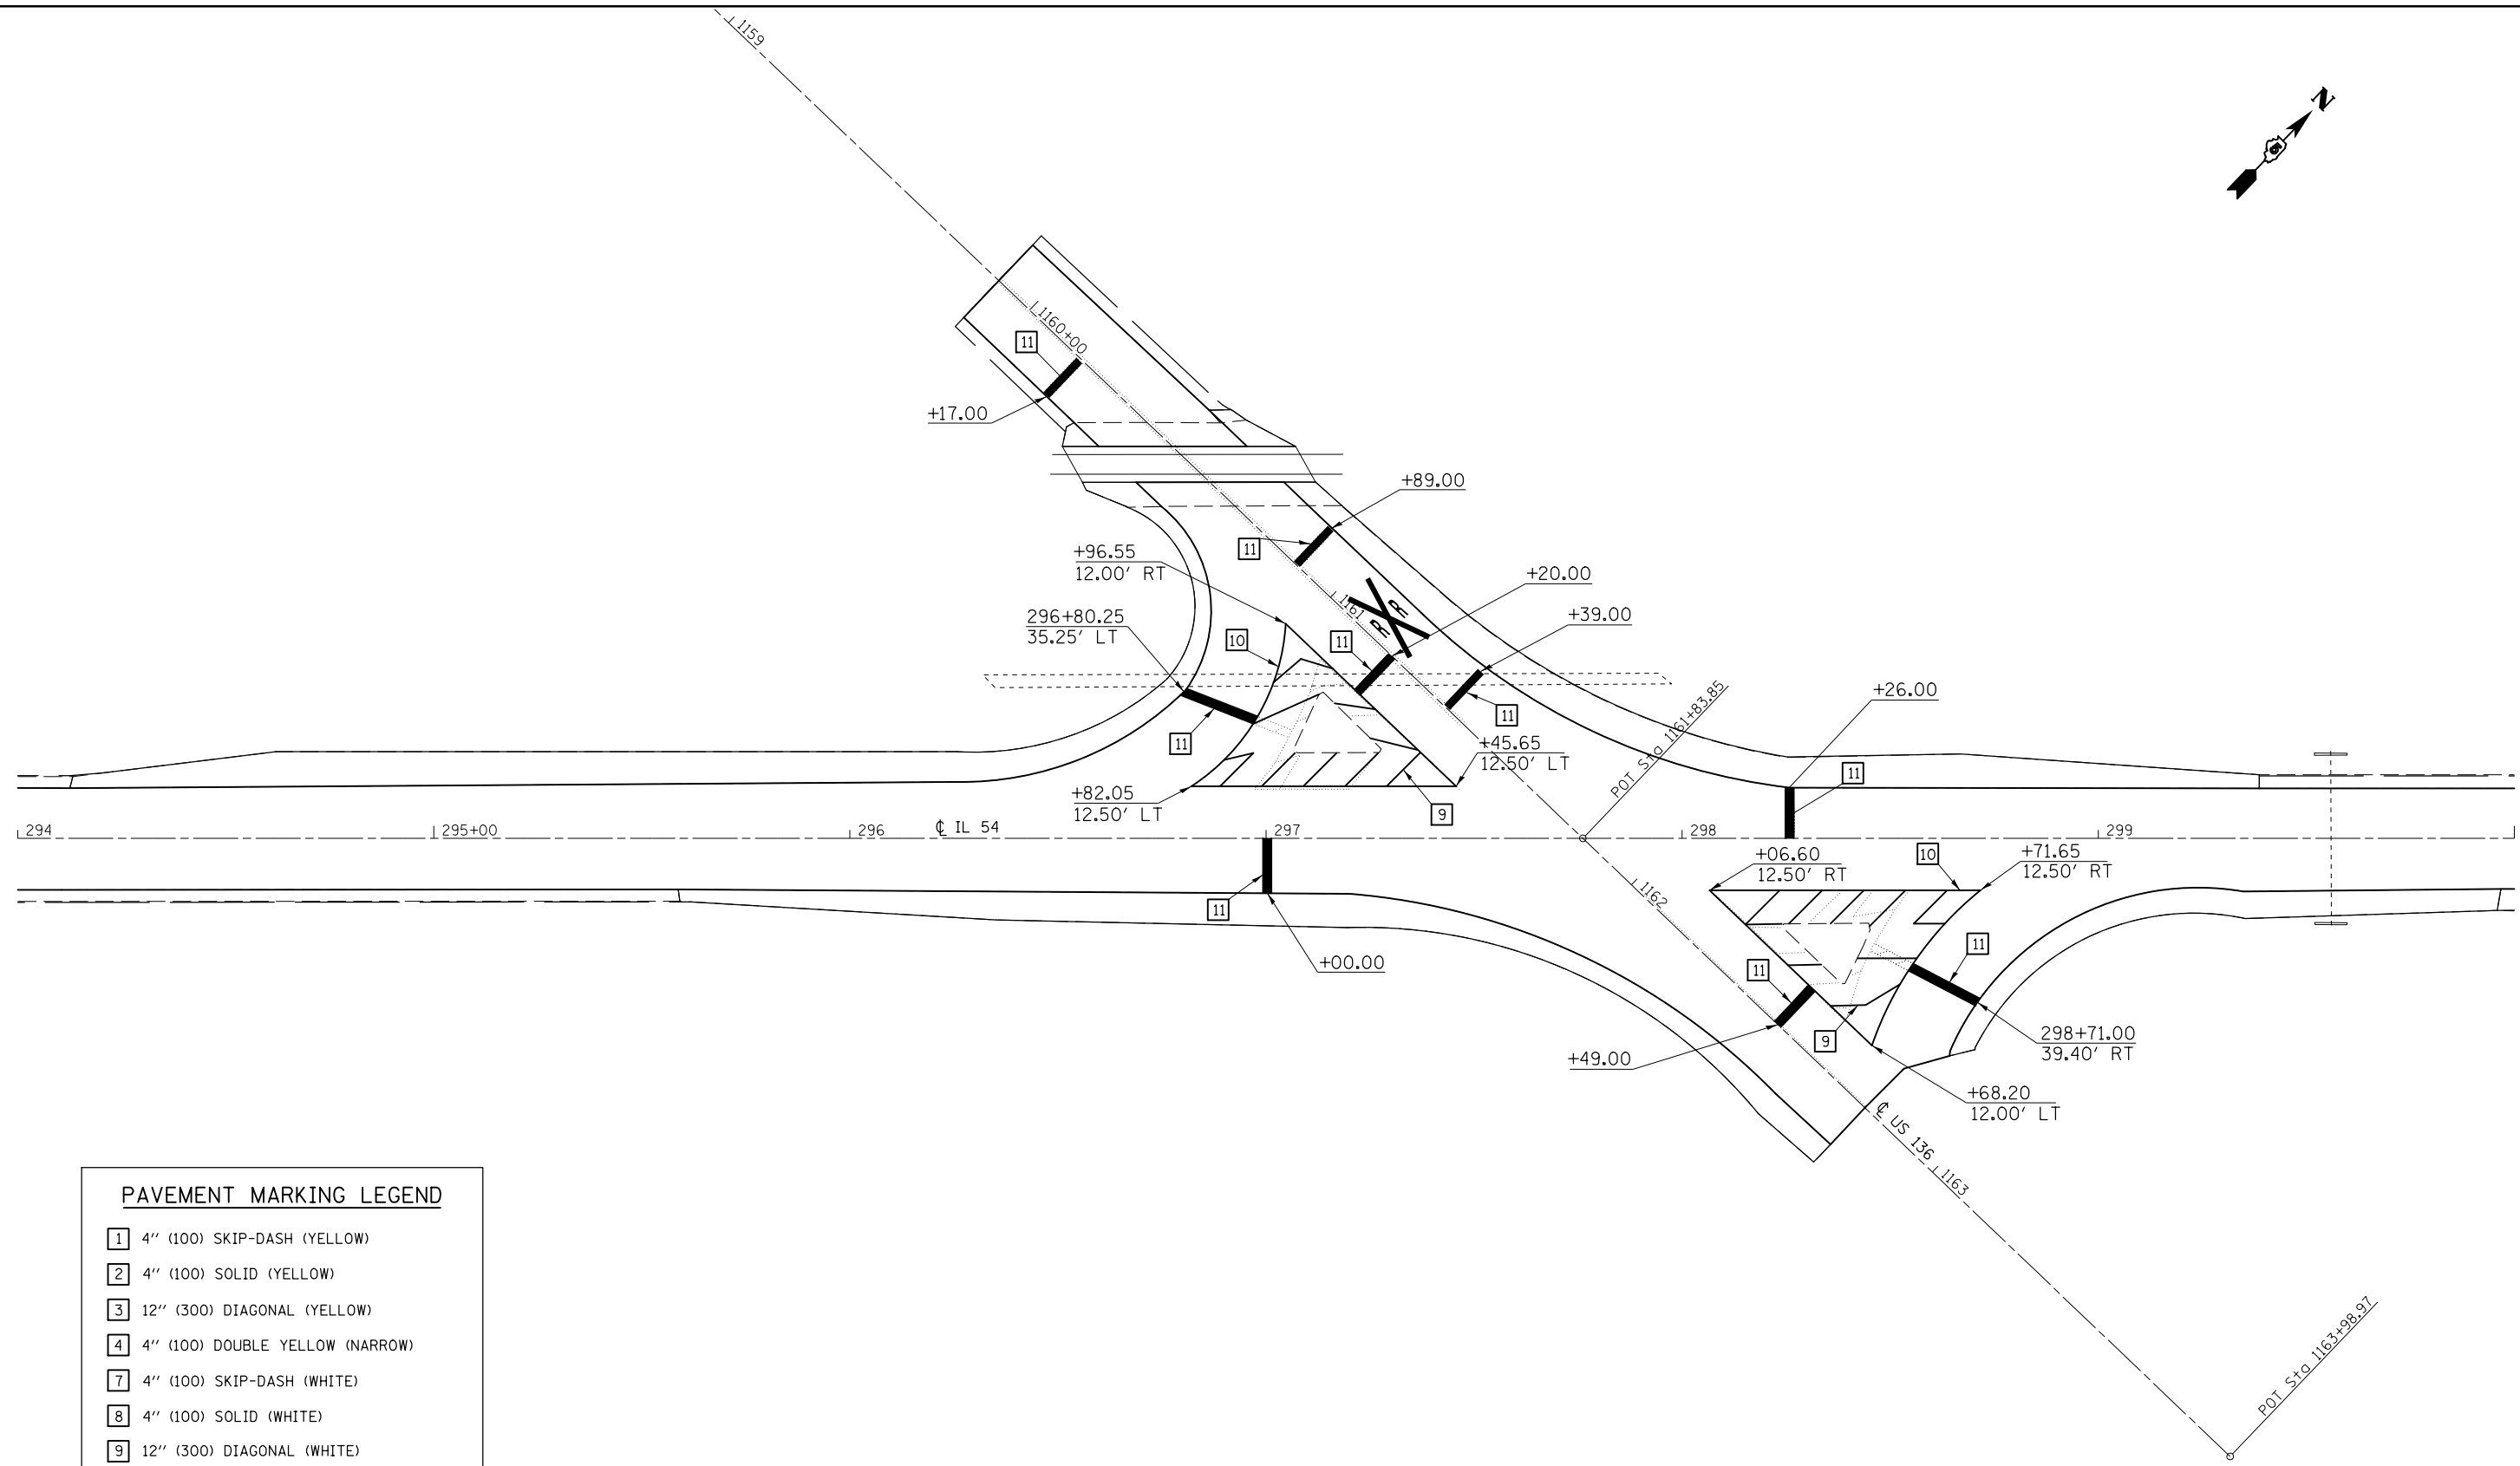 1159
N
1160+00
11
+17.00
+89.00
11
+96.55
12.00' RT
1161
R
R
+20.00
+39.00
296+80.25
35.25' LT
10
11
11
11
+45.65
12.50' LT
POT Sta 1161+83.85
+26.00
11
+82.05
12.50' LT
9
294
295+00
296
℄ IL 54
297
298
299
11
+00.00
+06.60
12.50' RT
10
+71.65
12.50' RT
1162
11
11
9
+49.00
298+71.00
39.40' RT
+68.20
12.00' LT
℄ US 136
1163
POT Sta 1163+98.97
PAVEMENT MARKING LEGEND
1 4'' (100) SKIP-DASH (YELLOW)
2 4'' (100) SOLID (YELLOW)
3 12'' (300) DIAGONAL (YELLOW)
4 4'' (100) DOUBLE YELLOW (NARROW)
7 4'' (100) SKIP-DASH (WHITE)
8 4'' (100) SOLID (WHITE)
9 12'' (300) DIAGONAL (WHITE)